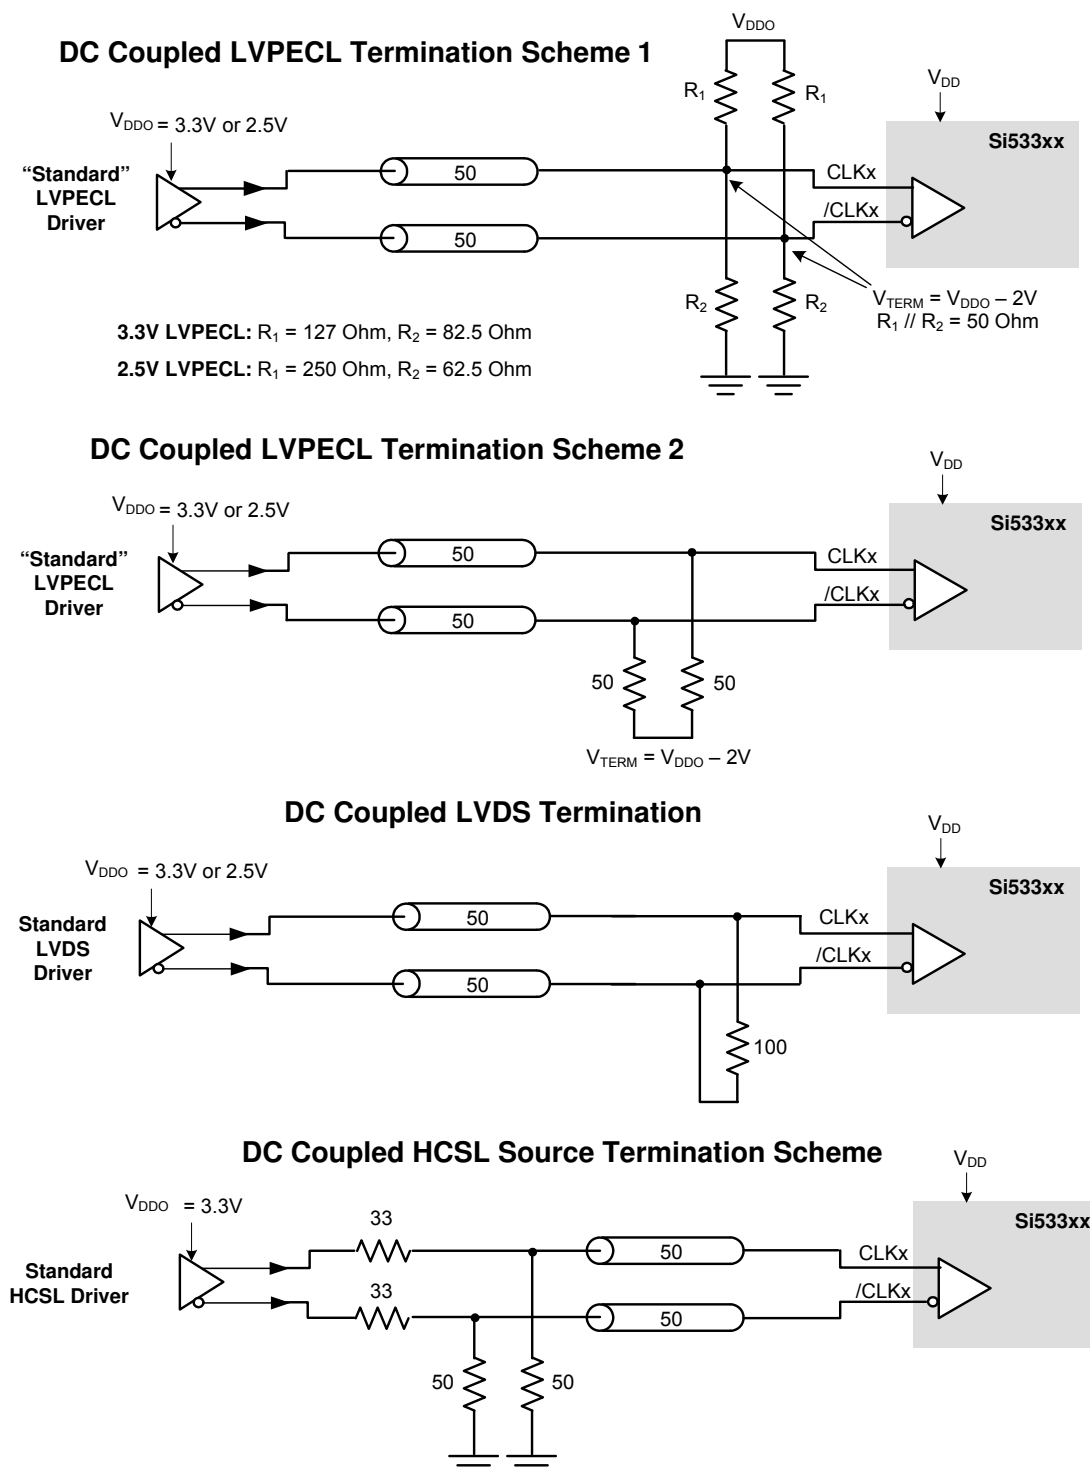 DC Coupled LVPECL Termination Scheme 1
VDDO
R1
R1
VDD
VDDO = 3.3V or 2.5V
Si533xx
“Standard”
LVPECL
Driver
50
50
CLKx
/CLKx
R2
R2
VTERM = VDDO – 2V
R1 // R2 = 50 Ohm
3.3V LVPECL: R1 = 127 Ohm, R2 = 82.5 Ohm
2.5V LVPECL: R1 = 250 Ohm, R2 = 62.5 Ohm
DC Coupled LVPECL Termination Scheme 2
VDD
VDDO = 3.3V or 2.5V
Si533xx
“Standard”
LVPECL
Driver
50
50
CLKx
/CLKx
50
50
VTERM = VDDO – 2V
DC Coupled LVDS Termination
VDD
VDDO = 3.3V or 2.5V
Si533xx
Standard
LVDS
Driver
50
50
CLKx
/CLKx
100
DC Coupled HCSL Source Termination Scheme
VDD
VDDO = 3.3V
Si533xx
Standard
HCSL Driver
33
33
50
50
CLKx
/CLKx
50
50